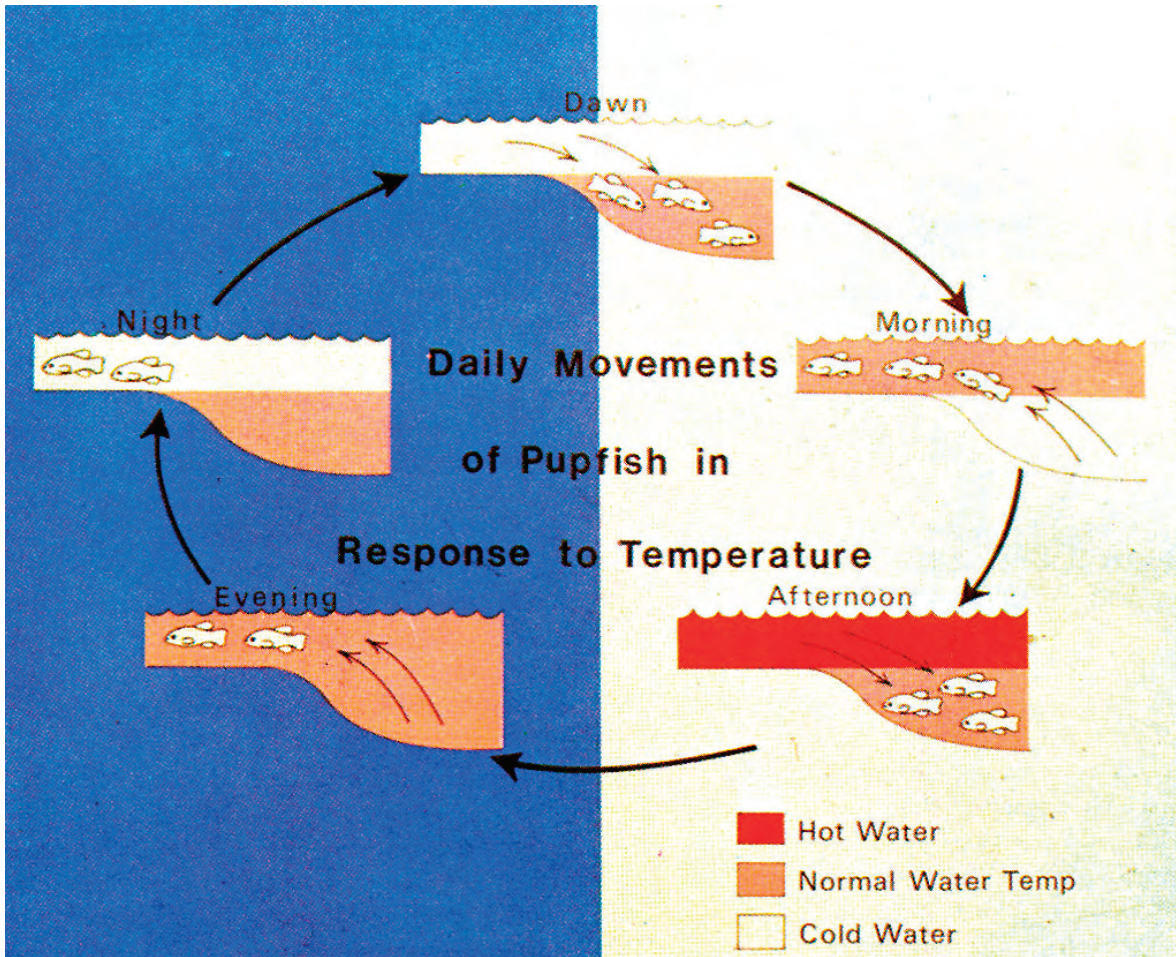 Dawn
Night
Morning
Daily Movements
of Pupfish in
Response to Temperature
Evening
Afternoon
Hot Water
Normal Water Temp
Cold Water